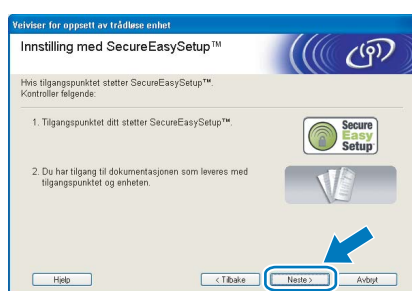 Veiviser for oppsett av trådløse enhet
Innstilling med SecureEasySetup™
Hvis tilgangspunktet støtter SecureEasySetup™.
Kontroller følgende:
1. Tilgangspunktet ditt støtter SecureEasySetup™.
Secure
Easy
Setup
2. Du har tilgang til dokumentasjonen som leveres med
tilgangspunktet og enheten.
Hjelp
< Tilbake
Neste >
Avbryt